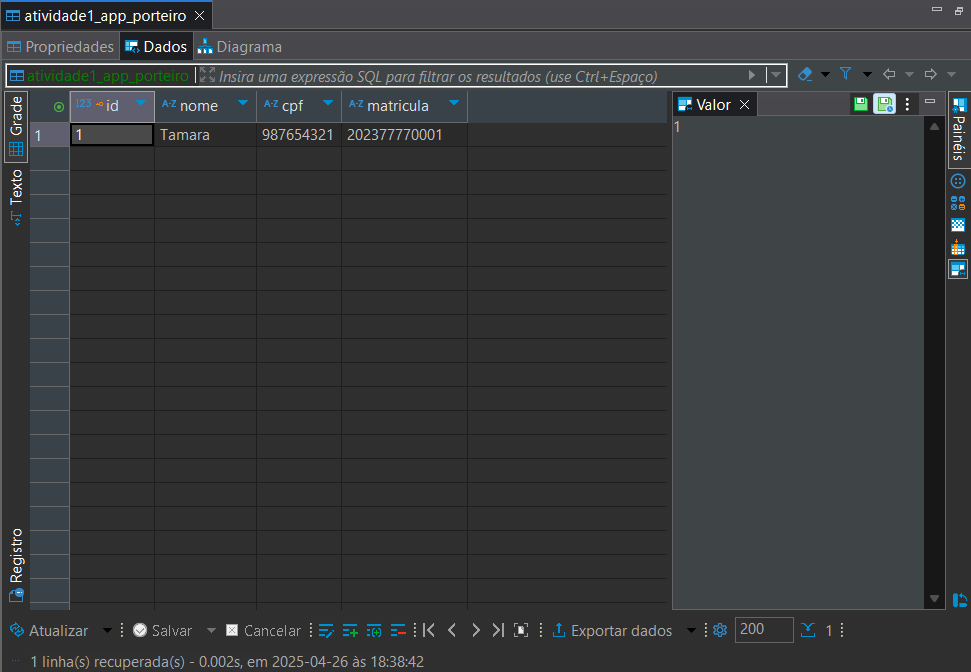 atividade1_app_porteiro
Propriedades Dados Diagrama
atividade1_app_porteiro Insira uma expressão SQL para filtrar os resultados (use Ctrl+Espaço)
Grade
Texto
Registro
123 id A-Z nome A-Z cpf A-Z matricula
1 1 Tamara 987654321 202377770001
Valor
1
Painéis
Atualizar Salvar Cancelar Exportar dados 200 1
1 linha(s) recuperada(s) - 0.002s, em 2025-04-26 às 18:38:42